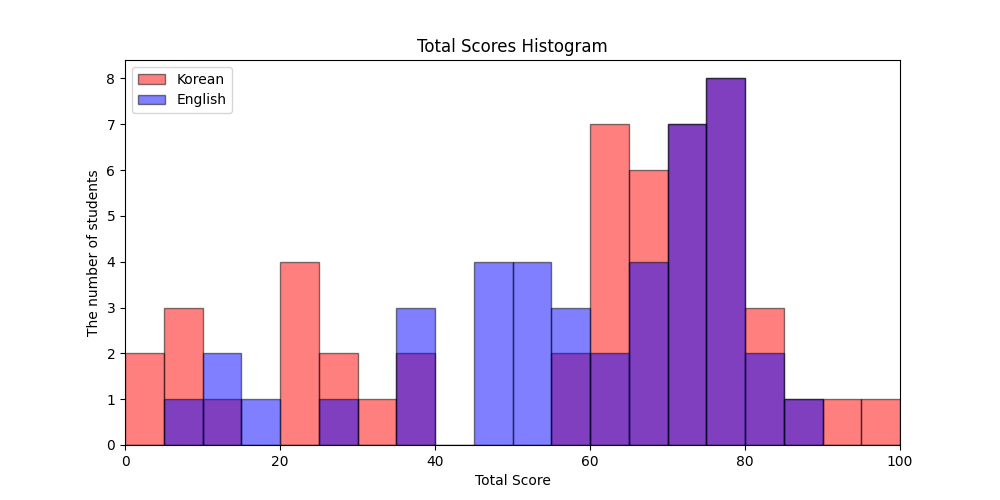 Total Scores Histogram
Korean
English
The number of students
8
7
6
5
4
3
2
1
0
0 20 40 60 80 100
Total Score